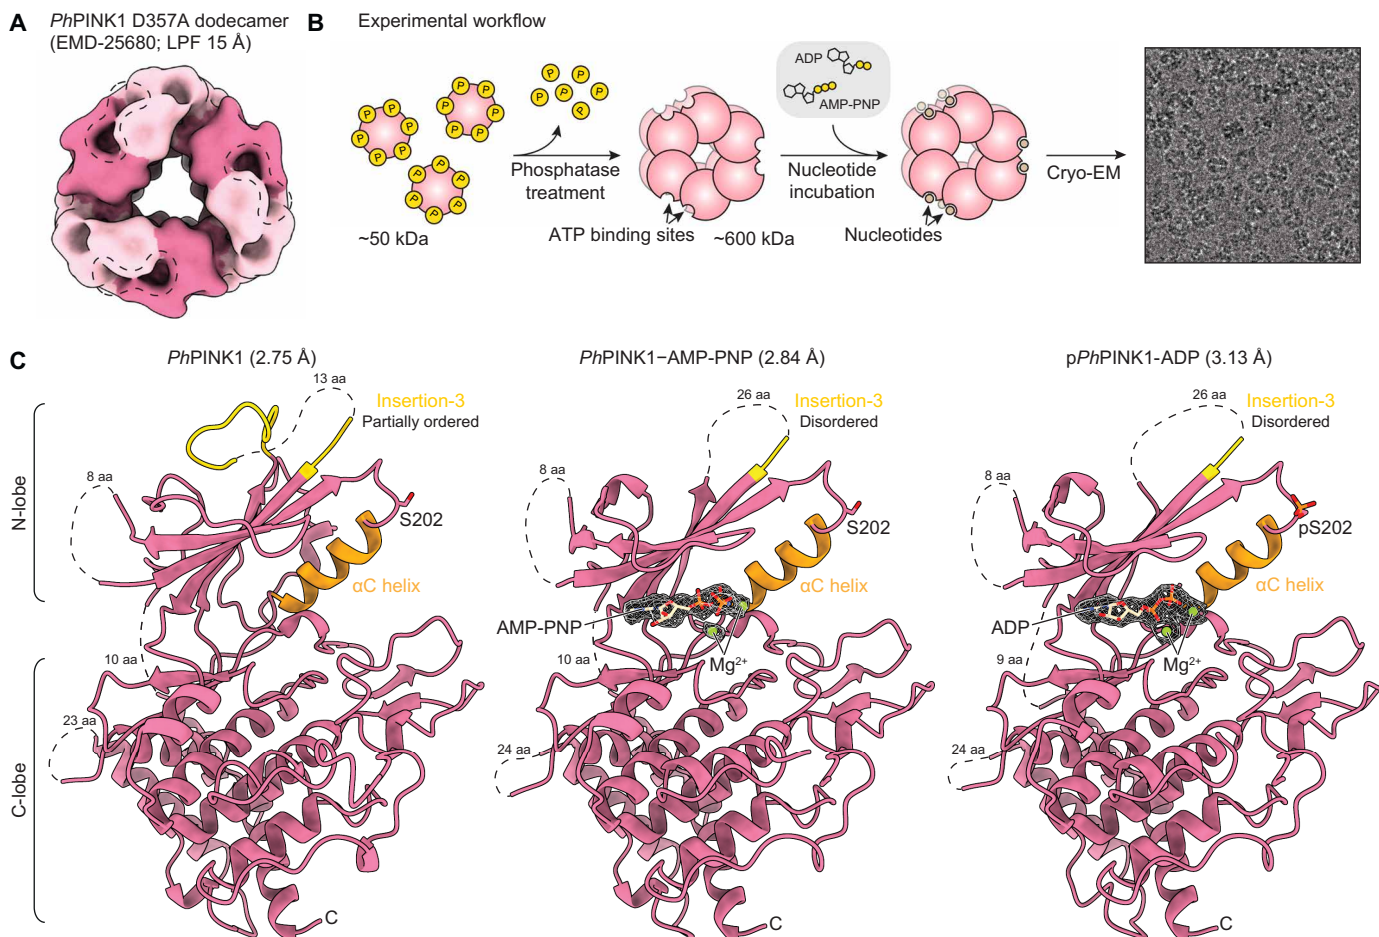 A
PhPINK1 D357A dodecamer
(EMD-25680; LPF 15 Å)
B
Experimental workflow
P P P P P P
P P P P P P
P P P P P P
P P P P P P P
~50 kDa
Phosphatase
treatment
ATP binding sites
~600 kDa
ADP
AMP-PNP
Nucleotide
incubation
Nucleotides
Cryo-EM
C
PhPINK1 (2.75 Å)
N-lobe
C-lobe
13 aa
Insertion-3
Partially ordered
8 aa
S202
αC helix
10 aa
23 aa
C
PhPINK1−AMP-PNP (2.84 Å)
26 aa
Insertion-3
Disordered
8 aa
S202
αC helix
AMP-PNP
Mg²⁺
10 aa
24 aa
C
pPhPINK1-ADP (3.13 Å)
26 aa
Insertion-3
Disordered
8 aa
pS202
αC helix
ADP
Mg²⁺
9 aa
24 aa
C